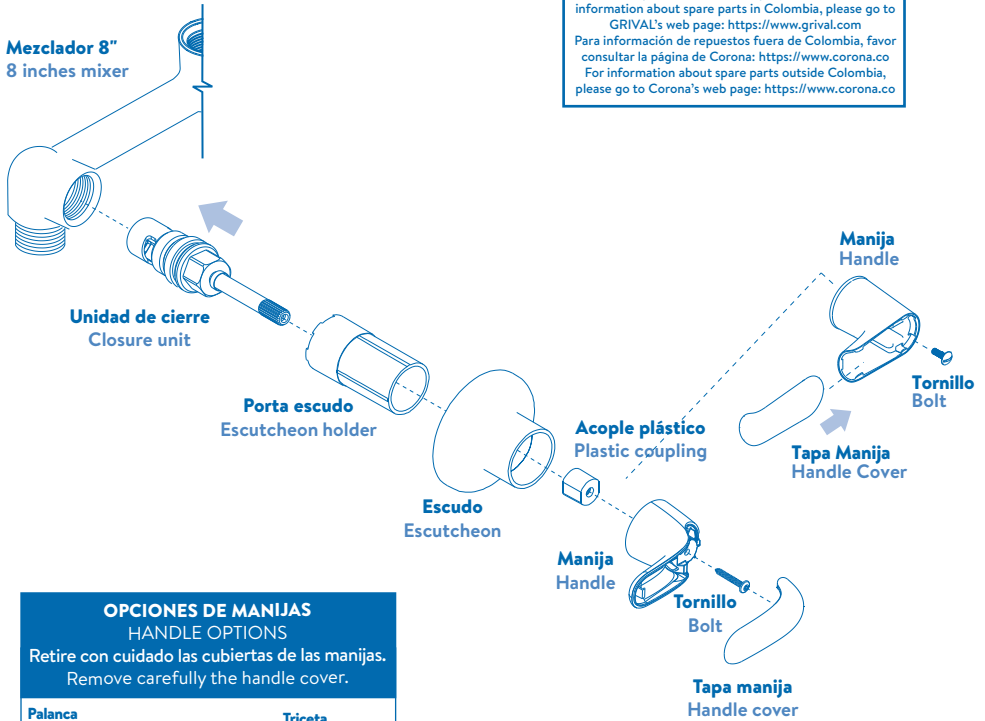 information about spare parts in Colombia, please go to
GRIVAL's web page: https://www.grival.com
Para información de repuestos fuera de Colombia, favor
consultar la página de Corona: https://www.corona.co
For information about spare parts outside Colombia,
please go to Corona's web page: https://www.corona.co
Mezclador 8"
8 inches mixer
Unidad de cierre
Closure unit
Porta escudo
Escutcheon holder
Escudo
Escutcheon
Acople plástico
Plastic coupling
Manija
Handle
Tornillo
Bolt
Tapa Manija
Handle Cover
Manija
Handle
Tornillo
Bolt
Tapa manija
Handle cover
OPCIONES DE MANIJAS
HANDLE OPTIONS
Retire con cuidado las cubiertas de las manijas.
Remove carefully the handle cover.
Palanca
Triceta